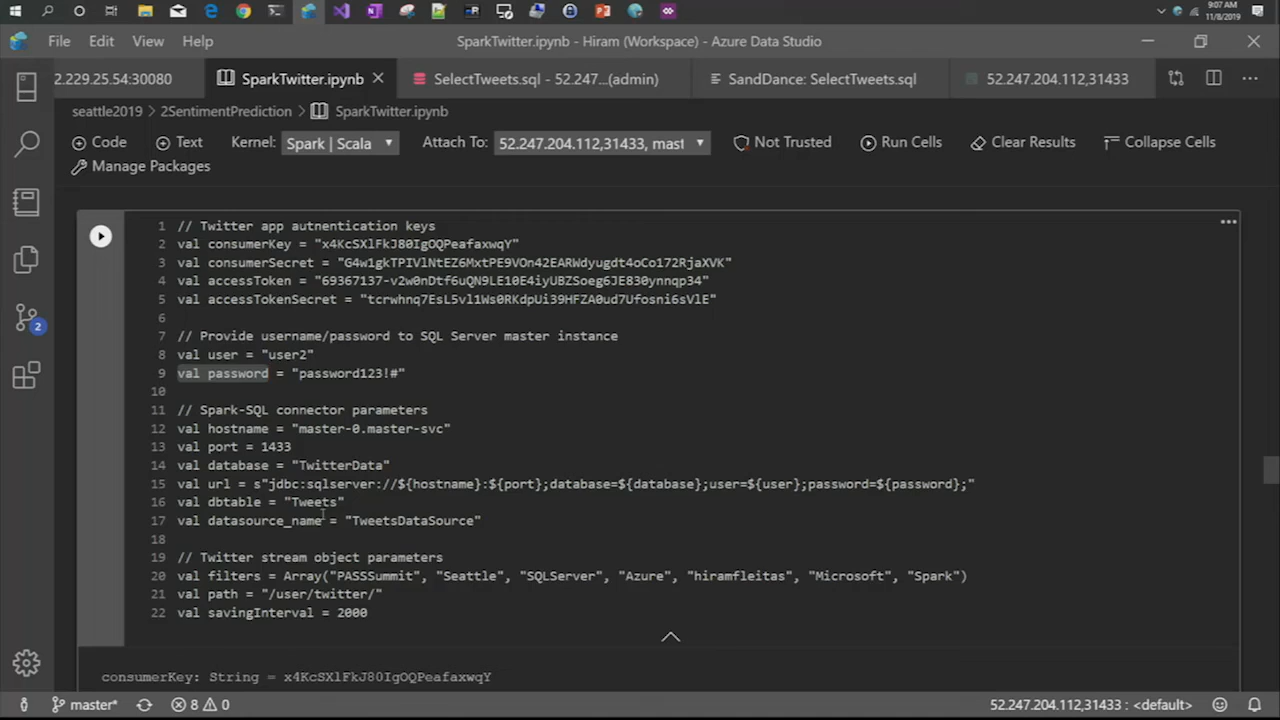 9:07 AM
11/8/2019
File Edit View Help
SparkTwitter.ipynb - Hiram (Workspace) - Azure Data Studio
2.229.25.54:30080
SparkTwitter.ipynb
SelectTweets.sql - 52.247...(admin)
SandDance: SelectTweets.sql
52.247.204.112,31433
seattle2019 > 2SentimentPrediction > SparkTwitter.ipynb
Code Text Kernel: Spark | Scala Attach To: 52.247.204.112,31433, mast Not Trusted Run Cells Clear Results Collapse Cells
Manage Packages
1 // Twitter app autnentication keys
2 val consumerKey = "x4KcSXlFkJ80IgOQPeafaxwqY"
3 val consumerSecret = "G4w1gkTPIVlNtEZ6MxtPE9VOn42EARWdyugdt4oCo172RjaXVK"
4 val accessToken = "69367137-v2w0nDtf6uQN9LE10E4iyUBZSoeg6JE830ynnqp34"
5 val accessTokenSecret = "tcrwhnq7EsL5vl1Ws0RKdpUi39HFZA0ud7Ufosni6sVlE"
6
7 // Provide username/password to SQL Server master instance
8 val user = "user2"
9 val password = "password123!#"
10
11 // Spark-SQL connector parameters
12 val hostname = "master-0.master-svc"
13 val port = 1433
14 val database = "TwitterData"
15 val url = s"jdbc:sqlserver://${hostname}:${port};database=${database};user=${user};password=${password};"
16 val dbtable = "Tweets"
17 val datasource_name = "TweetsDataSource"
18
19 // Twitter stream object parameters
20 val filters = Array("PASSSummit", "Seattle", "SQLServer", "Azure", "hiramfleitas", "Microsoft", "Spark")
21 val path = "/user/twitter/"
22 val savingInterval = 2000
consumerKey: String = x4KcSXlFkJ80IgOQPeafaxwqY
2
master* 8 0 52.247.204.112,31433 : <default>